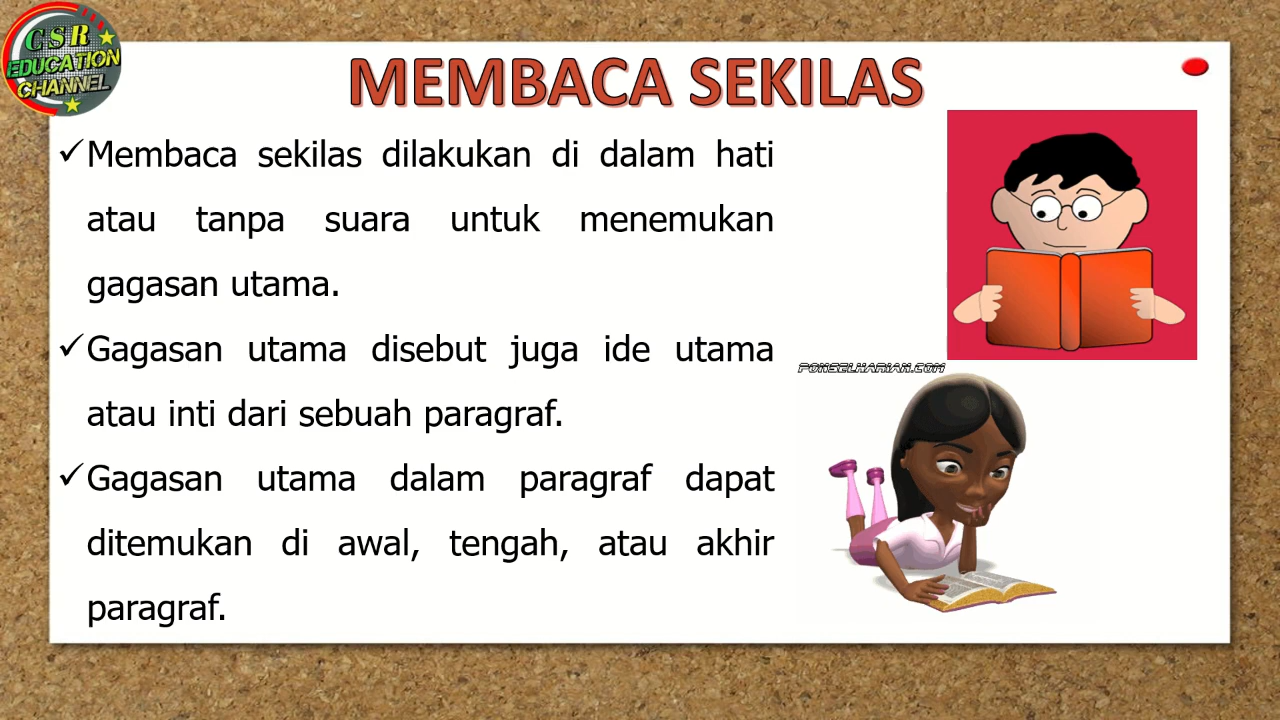 CSR
EDUCATION
CHANNEL
MEMBACA SEKILAS
✓Membaca sekilas dilakukan di dalam hati
atau tanpa suara untuk menemukan
gagasan utama.
✓Gagasan utama disebut juga ide utama
atau inti dari sebuah paragraf.
✓Gagasan utama dalam paragraf dapat
ditemukan di awal, tengah, atau akhir
paragraf.
PONSELHARIAN.COM